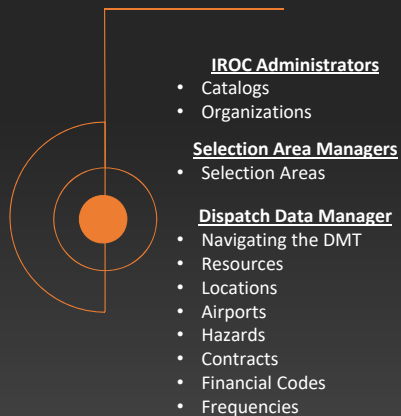 IROC Administrators
• Catalogs
• Organizations
Selection Area Managers
• Selection Areas
Dispatch Data Manager
• Navigating the DMT
• Resources
• Locations
• Airports
• Hazards
• Contracts
• Financial Codes
• Frequencies